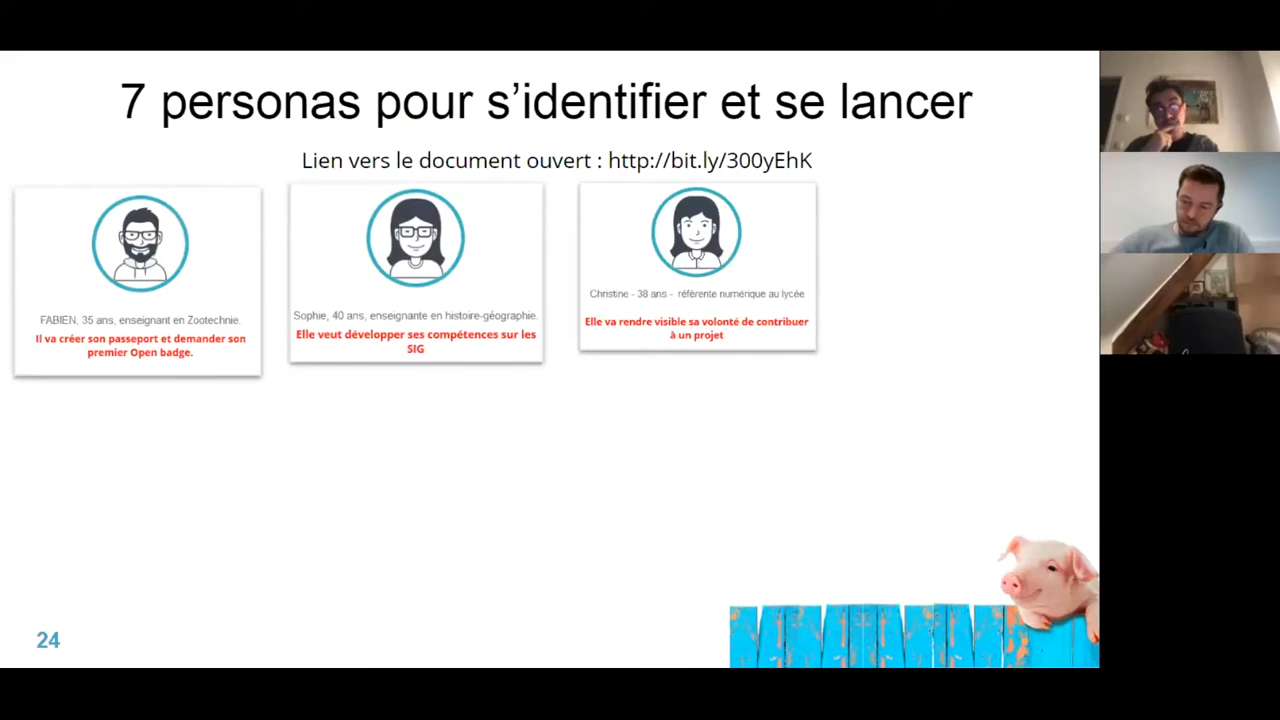 7 personas pour s’identifier et se lancer
Lien vers le document ouvert : http://bit.ly/300yEhK
FABIEN, 35 ans, enseignant en Zootechnie.
Il va créer son passeport et demander son
premier Open badge.
Sophie, 40 ans, enseignante en histoire-géographie.
Elle veut développer ses compétences sur les
SIG
Christine - 38 ans - référente numérique au lycée
Elle va rendre visible sa volonté de contribuer
à un projet
24